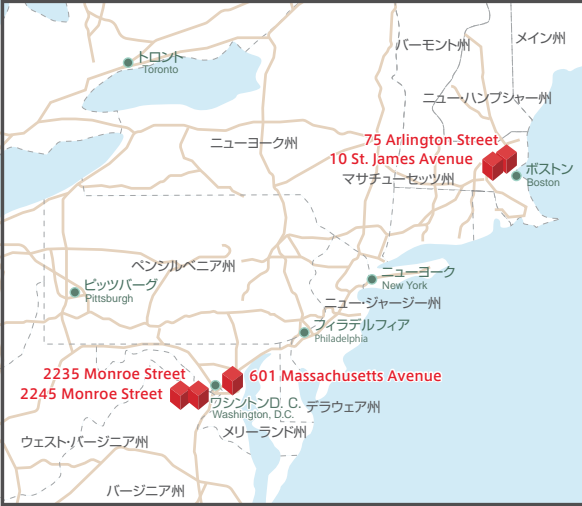 トロント
Toronto
バーモント州
メイン州
ニュー・ハンプシャー州
ニューヨーク州
75 Arlington Street
10 St. James Avenue
マサチューセッツ州
ボストン
Boston
ペンシルベニア州
ピッツバーグ
Pittsburgh
ニューヨーク
New York
ニュー・ジャージー州
フィラデルフィア
Philadelphia
2235 Monroe Street
2245 Monroe Street
601 Massachusetts Avenue
ワシントンD. C.
Washington, D.C.
デラウェア州
メリーランド州
ウェスト・バージニア州
バージニア州